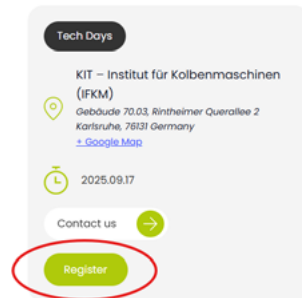 Tech Days
KIT – Institut für Kolbenmaschinen
(IFKM)
Gebäude 70.03, Rintheimer Querallee 2
Karlsruhe, 76131 Germany
+ Google Map
2025.09.17
Contact us
Register